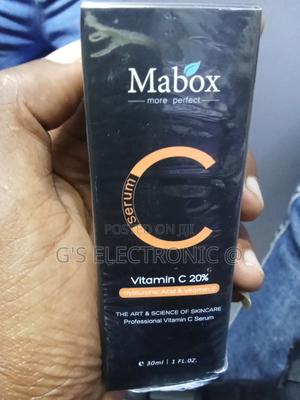 Mabox
more perfect
serum C
POSTED ON Jiji
G'S ELECTRONIC @
Vitamin C 20%
Hyaluronic Acid & Vitamin E
THE ART & SCIENCE OF SKINCARE
Professional Vitamin C Serum
e 30ml | 1 FL.OZ.